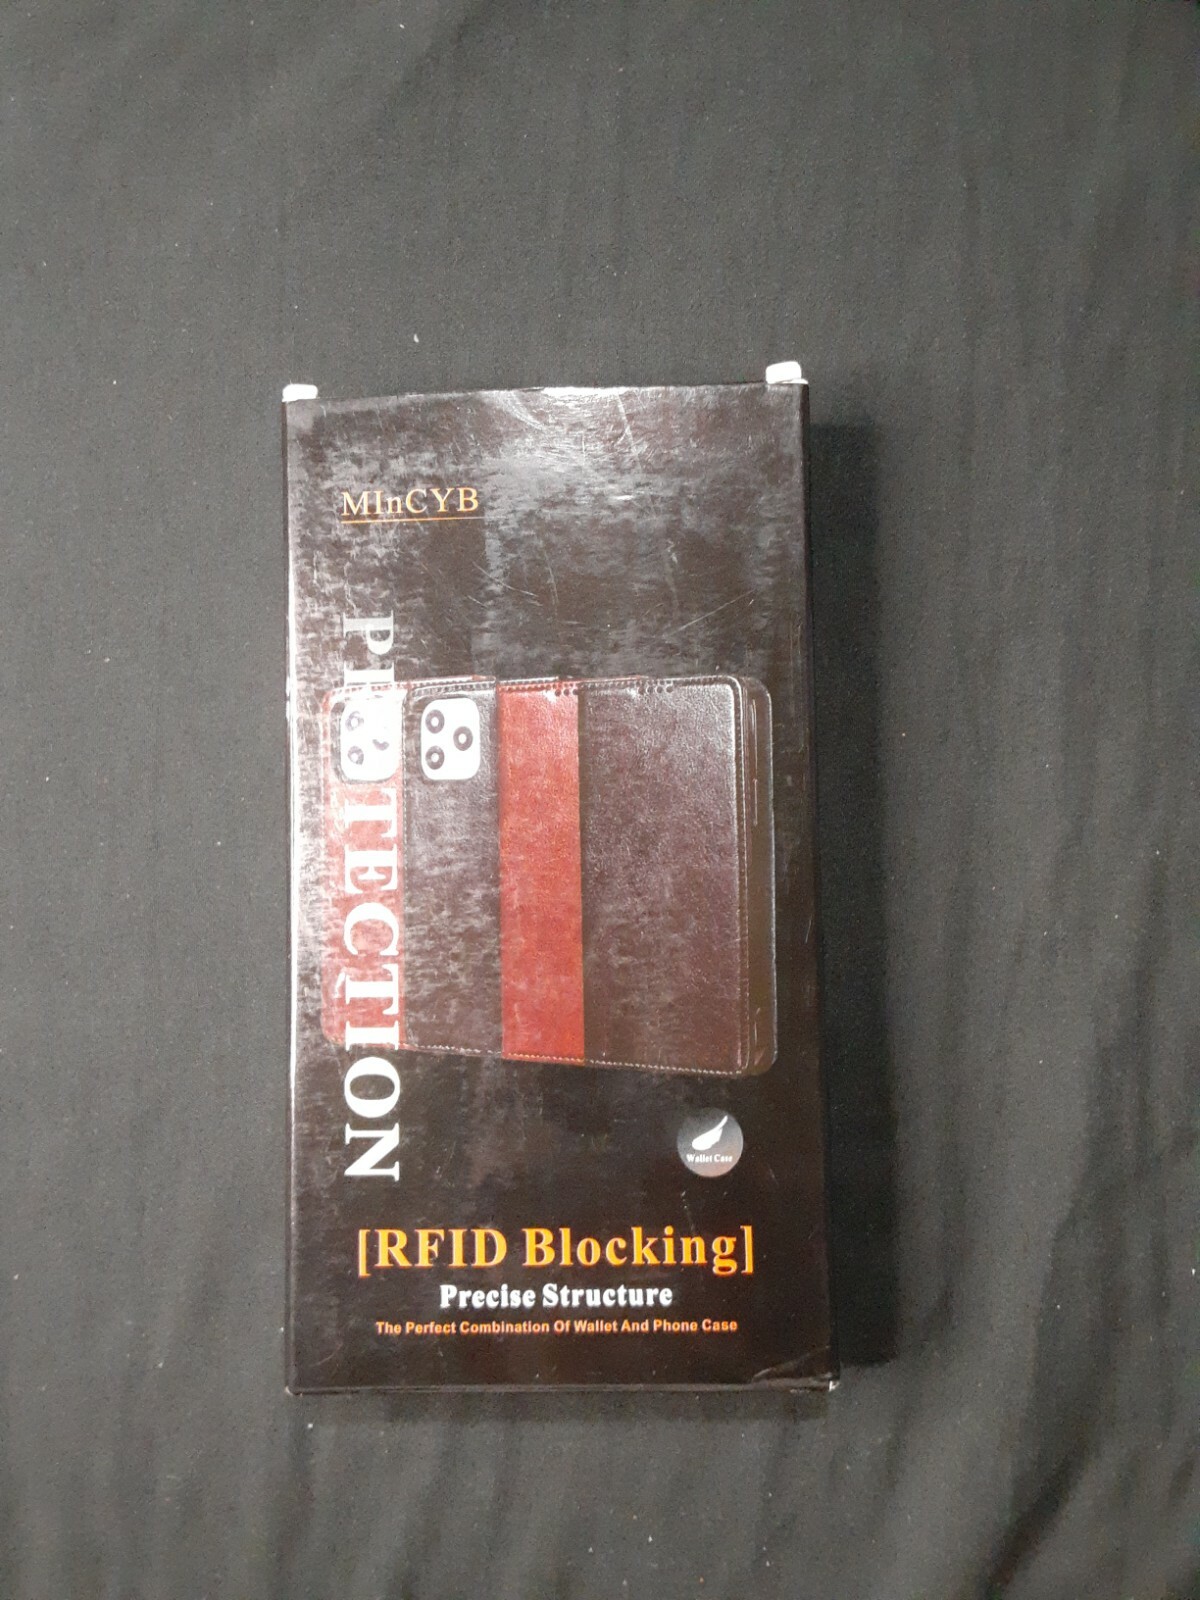 MInCYB
PROTECTION
Wallet Case
[RFID Blocking]
Precise Structure
The Perfect Combination Of Wallet And Phone Case